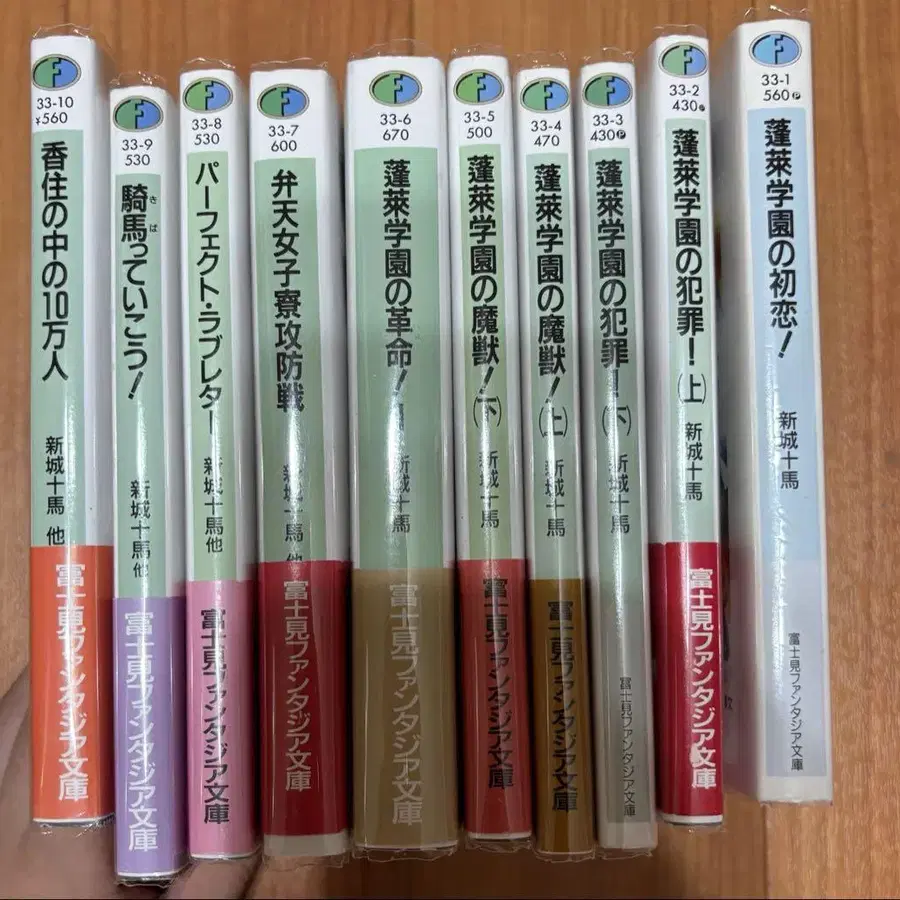 33-10
¥560
香住の中の10万人
新城十馬 他
富士見ファンタジア文庫
33-9
530
騎馬っていこう!
きば
新城十馬他
富士見ファンタジア文庫
33-8
530
パーフェクト・ラブレター
新城十馬他
富士見ファンタジア文庫
33-7
600
弁天女子寮攻防戦
新城十馬 他
富士見ファンタジア文庫
33-6
670
蓬萊学園の革命!
新城十馬
富士見ファンタジア文庫
33-5
500
蓬萊学園の魔獣!(下)
新城十馬
富士見ファンタジア文庫
33-4
470
蓬萊学園の魔獣!(上)
新城十馬
富士見ファンタジア文庫
33-3
430 P
蓬萊学園の犯罪!(下)
新城十馬
富士見ファンタジア文庫
33-2
430
蓬萊学園の犯罪!(上)
新城十馬
富士見ファンタジア文庫
33-1
560 P
蓬萊学園の初恋!
新城十馬
富士見ファンタジア文庫